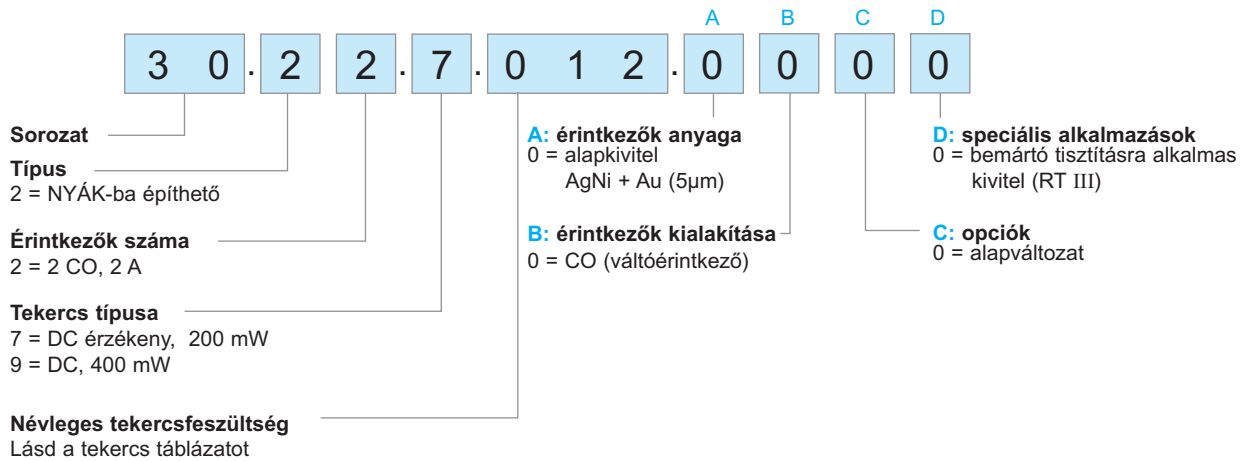 A B C D
3 0 . 2 2 . 7 . 0 1 2 . 0 0 0 0
Sorozat
Típus
2 = NYÁK-ba építhető
Érintkezők száma
2 = 2 CO, 2 A
Tekercs típusa
7 = DC érzékeny, 200 mW
9 = DC, 400 mW
Névleges tekercsfeszültség
Lásd a tekercs táblázatot
A: érintkezők anyaga
0 = alapkivitel
AgNi + Au (5µm)
B: érintkezők kialakítása
0 = CO (váltóérintkező)
D: speciális alkalmazások
0 = bemártó tisztításra alkalmas
kivitel (RT III)
C: opciók
0 = alapváltozat